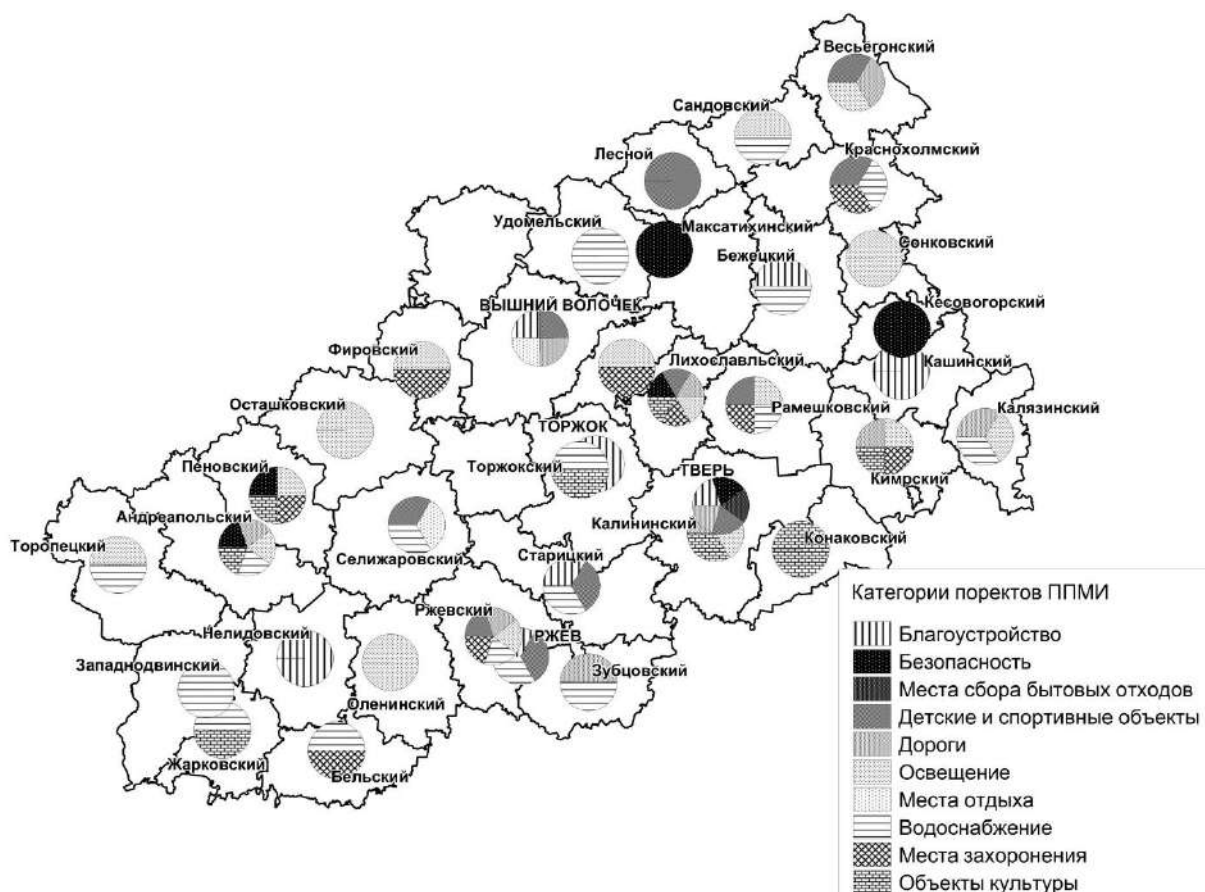 Весьегонский
Сандовский
Лесной
Краснохолмский
Удомельский
Максатихинский
Сонковский
Бежецкий
Кесовогорский
ВЫШНИЙ ВОЛОЧЕК
Фировский
Лихославльский
Кашинский
Осташковский
Рамешковский
Калязинский
ТОРЖОК
Пеновский
Торжокский
ТВЕРЬ
Кимрский
Андреапольский
Калининский
Конаковский
Торопецкий
Селижаровский
Старицкий
Ржевский
РЖЕВ
Нелидовский
Западнодвинский
Зубцовский
Оленинский
Жарковский
Бельский
Категории поректов ППМИ
Благоустройство
Безопасность
Места сбора бытовых отходов
Детские и спортивные объекты
Дороги
Освещение
Места отдыха
Водоснабжение
Места захоронения
Объекты культуры